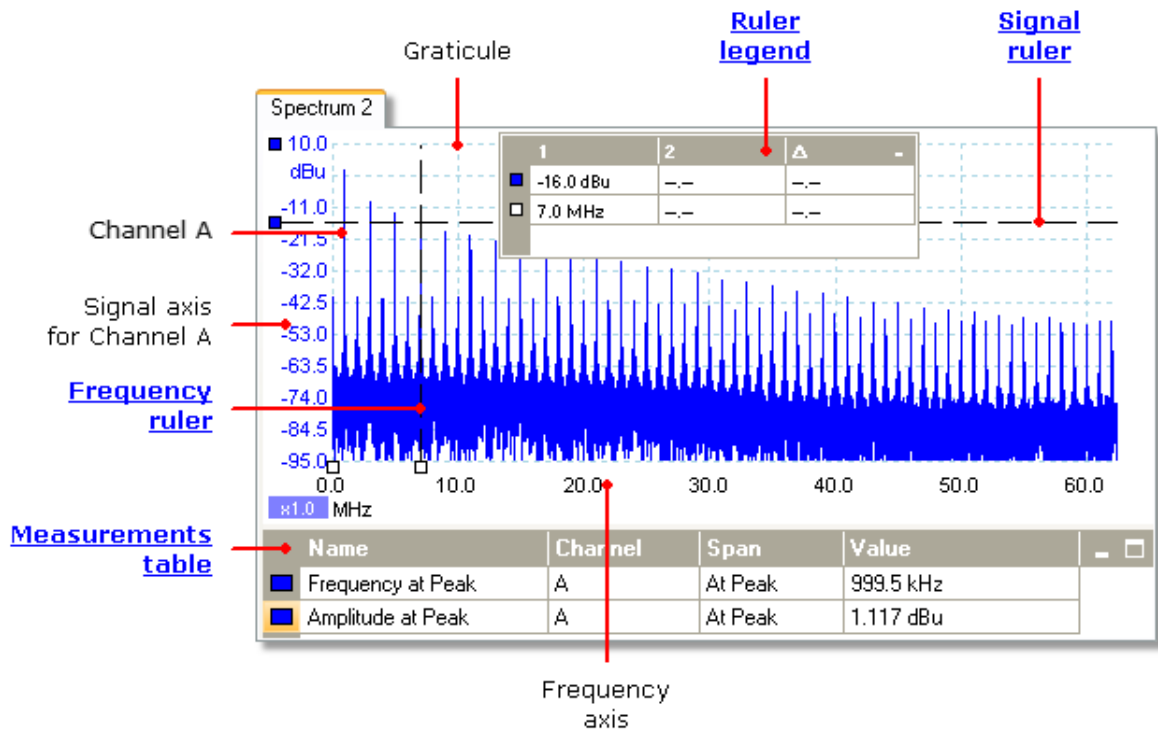 Graticule
Ruler
legend
Signal
ruler
Spectrum 2
10.0
dBu
-11.0
-21.5
-32.0
-42.5
-53.0
-63.5
-74.0
-84.5
-95.0
1 2 Δ -
-16.0 dBu --.-- --.--
7.0 MHz --.-- --.--
Channel A
Signal axis
for Channel A
Frequency
ruler
0.0 10.0 20.0 30.0 40.0 50.0 60.0
x1.0 MHz
Measurements
table
Name Channel Span Value
Frequency at Peak A At Peak 999.5 kHz
Amplitude at Peak A At Peak 1.117 dBu
Frequency
axis